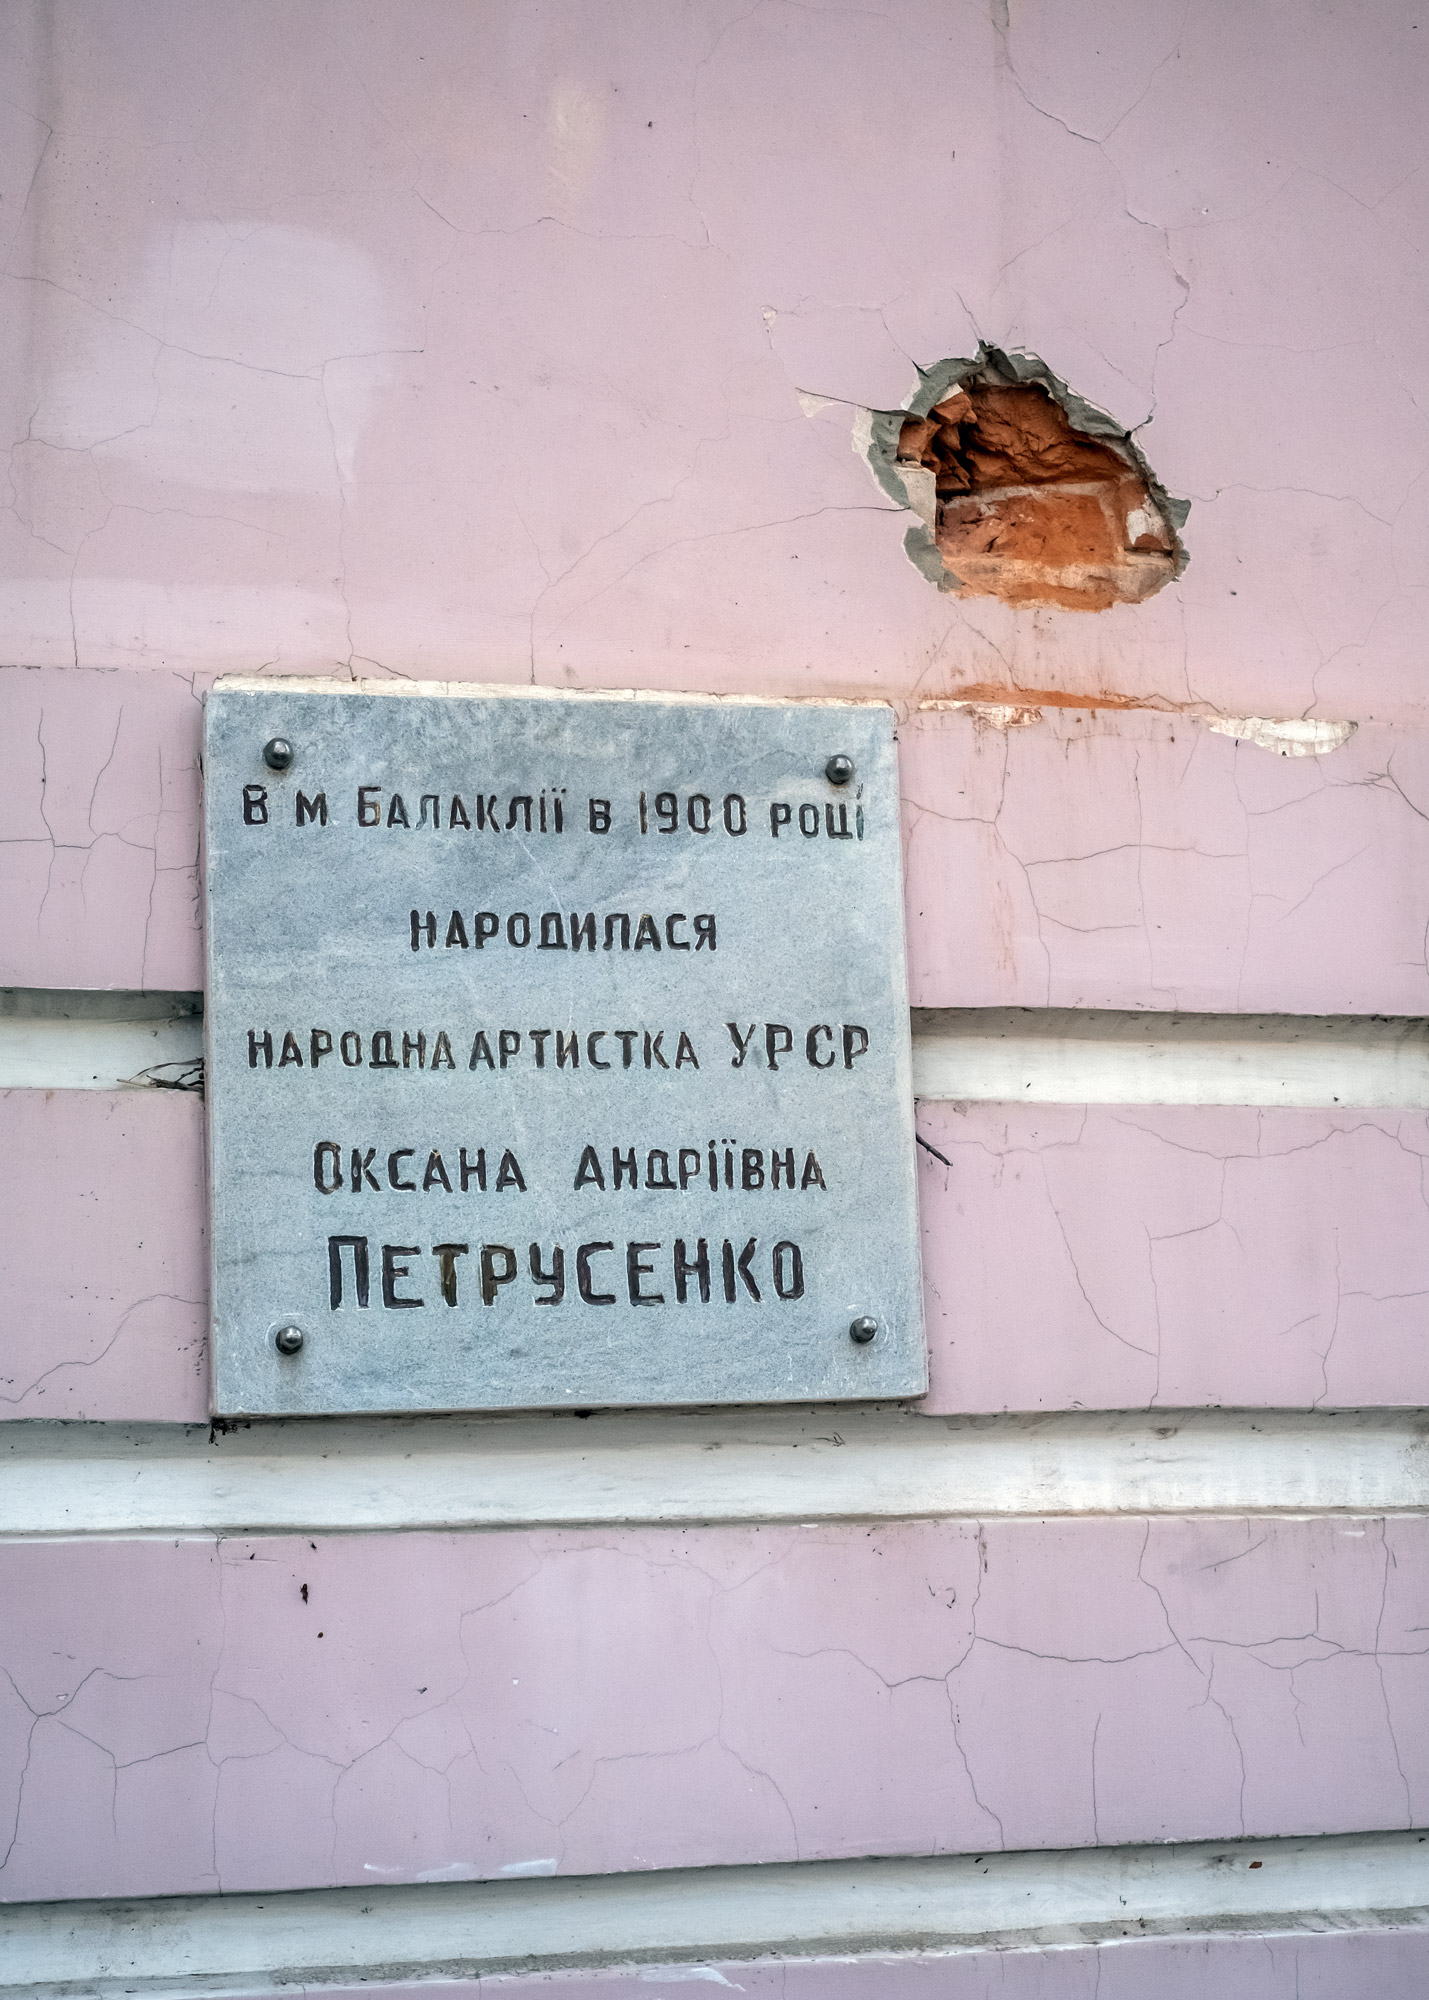 В м БАЛАКЛІЇ в 1900 РОЦІ
НАРОДИЛАСЯ
НАРОДНА АРТИСТКА УРСР
ОКСАНА АНДРІЇВНА
ПЕТРУСЕНКО